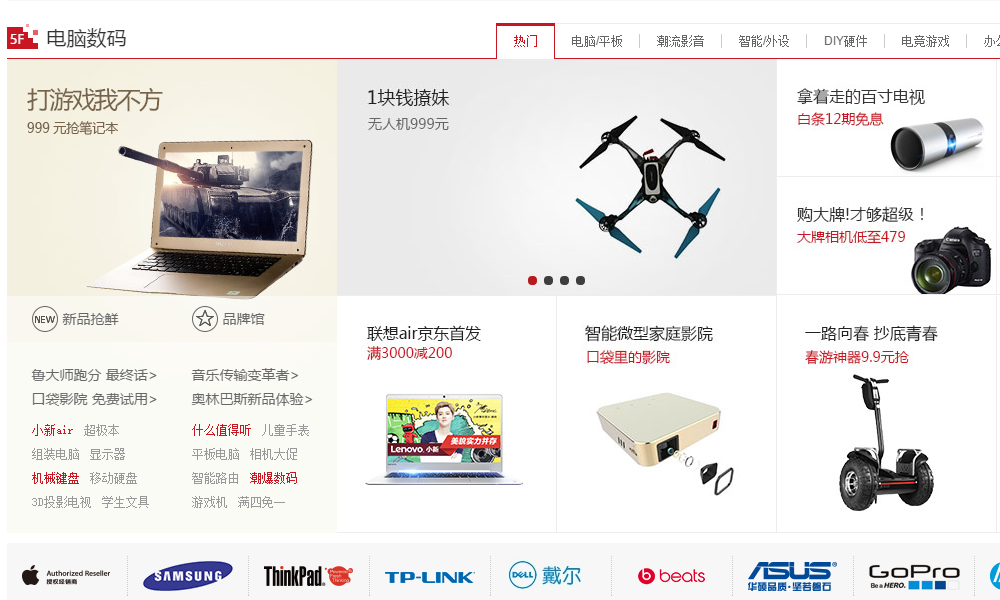 5F 电脑数码
热门 电脑/平板 潮流影音 智能/外设 DIY硬件 电竞游戏 办公
打游戏我不方
999 元抢笔记本
1块钱撩妹
无人机999元
拿着走的百寸电视
白条12期免息
购大牌!才够超级！
大牌相机低至479
Canon
NEW 新品抢鲜 品牌馆
鲁大师跑分 最终话>
音乐传输变革者>
口袋影院 免费试用>
奥林巴斯新品体验>
小新air 超极本
什么值得听 儿童手表
组装电脑 显示器
平板电脑 相机大促
机械键盘 移动硬盘
智能路由 潮爆数码
3D投影电视 学生文具
游戏机 满四免一
联想air京东首发
满3000减200
美貌实力并存
Lenovo 小新
智能微型家庭影院
口袋里的影院
一路向春 抄底青春
春游神器9.9元抢
Authorized Reseller
授权经销商
SAMSUNG
ThinkPad
Powerful
Fresh
Thinking
TP-LINK
DELL 戴尔
beats
ASUS
华硕品质·坚若磐石
GoPro
Be a HERO.